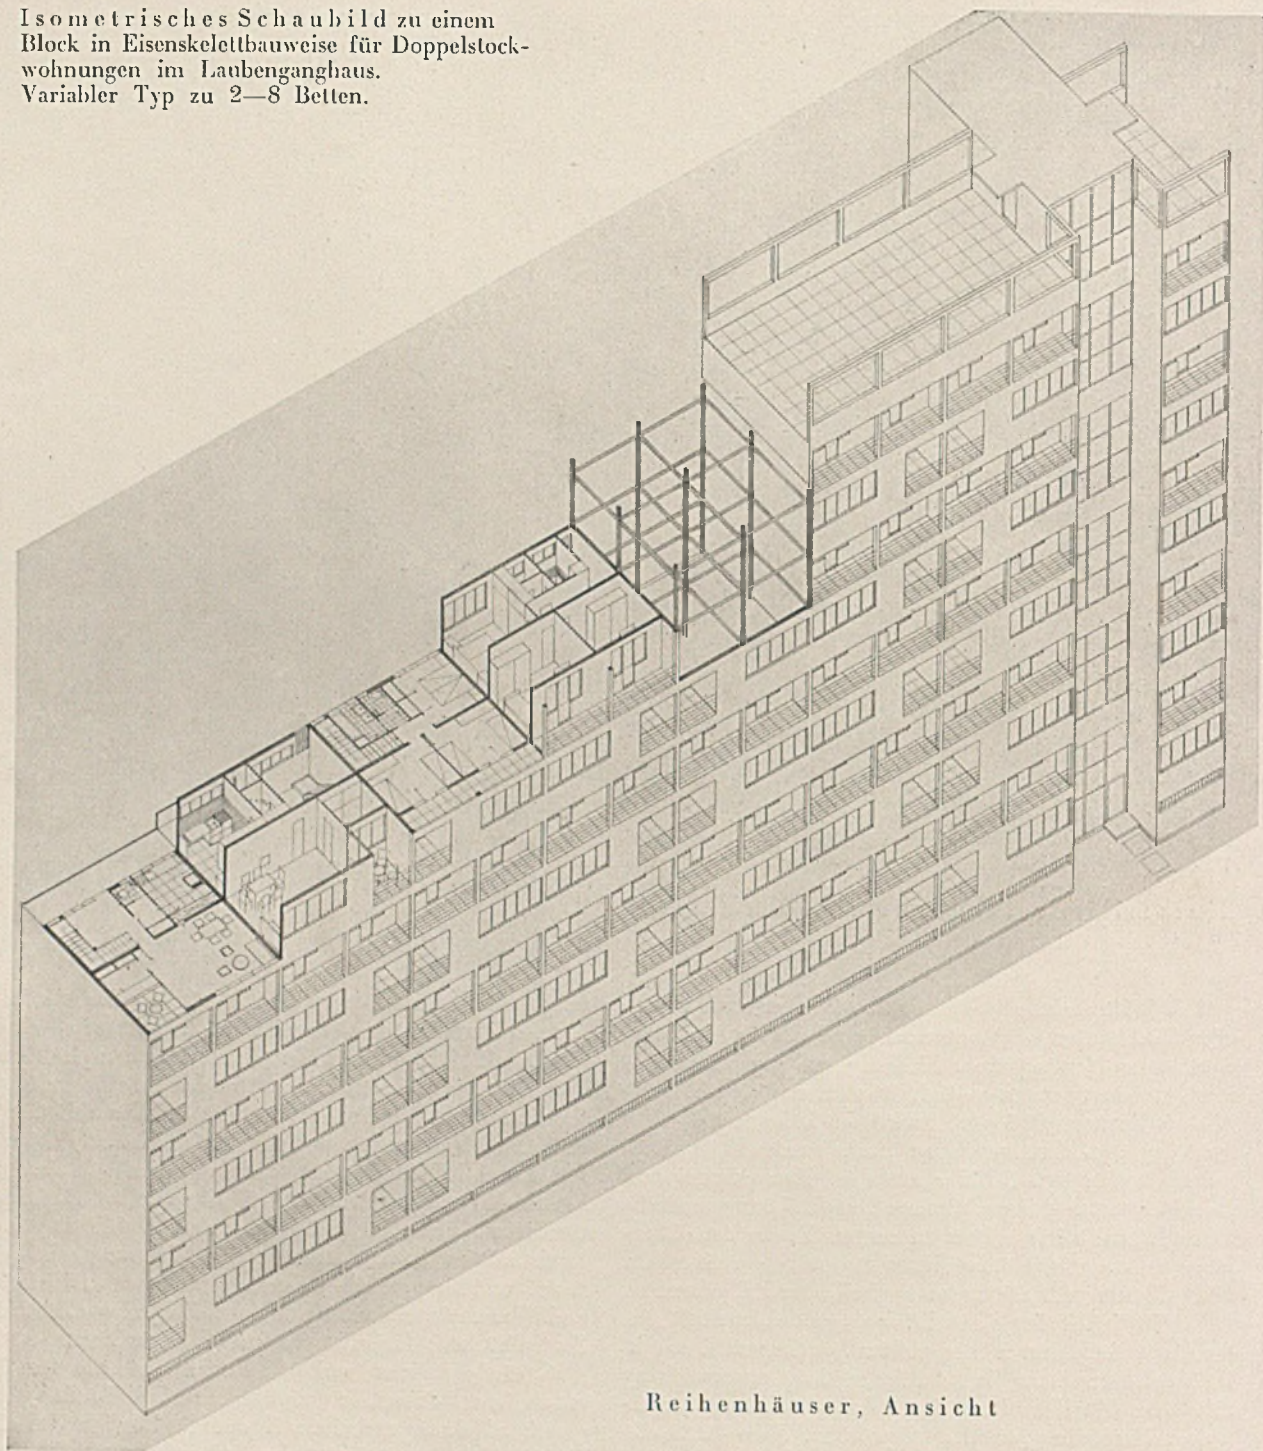 Isometrisches Schaubild zu einem
Block in Eisenskelettbauweise für Doppelstock-
wohnungen im Laubenganghaus.
Variabler Typ zu 2—8 Betten.
Reihenhäuser, Ansicht